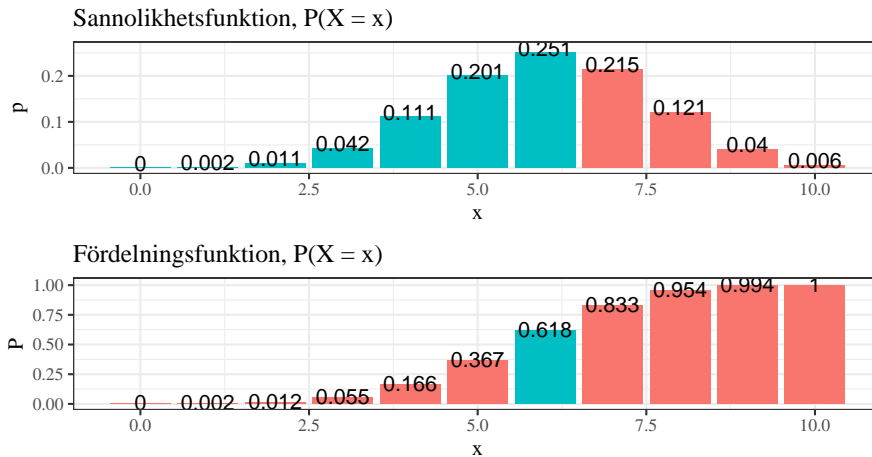 Sannolikhetsfunktion, P(X = x)
p
0.2
0.1
0.0
0 0.002 0.011 0.042 0.111 0.201 0.251 0.215 0.121 0.04 0.006
0.0 2.5 5.0 7.5 10.0
x
Fördelningsfunktion, P(X = x)
P
1.00
0.75
0.50
0.25
0.00
0 0.002 0.012 0.055 0.166 0.367 0.618 0.833 0.954 0.994 1
0.0 2.5 5.0 7.5 10.0
x